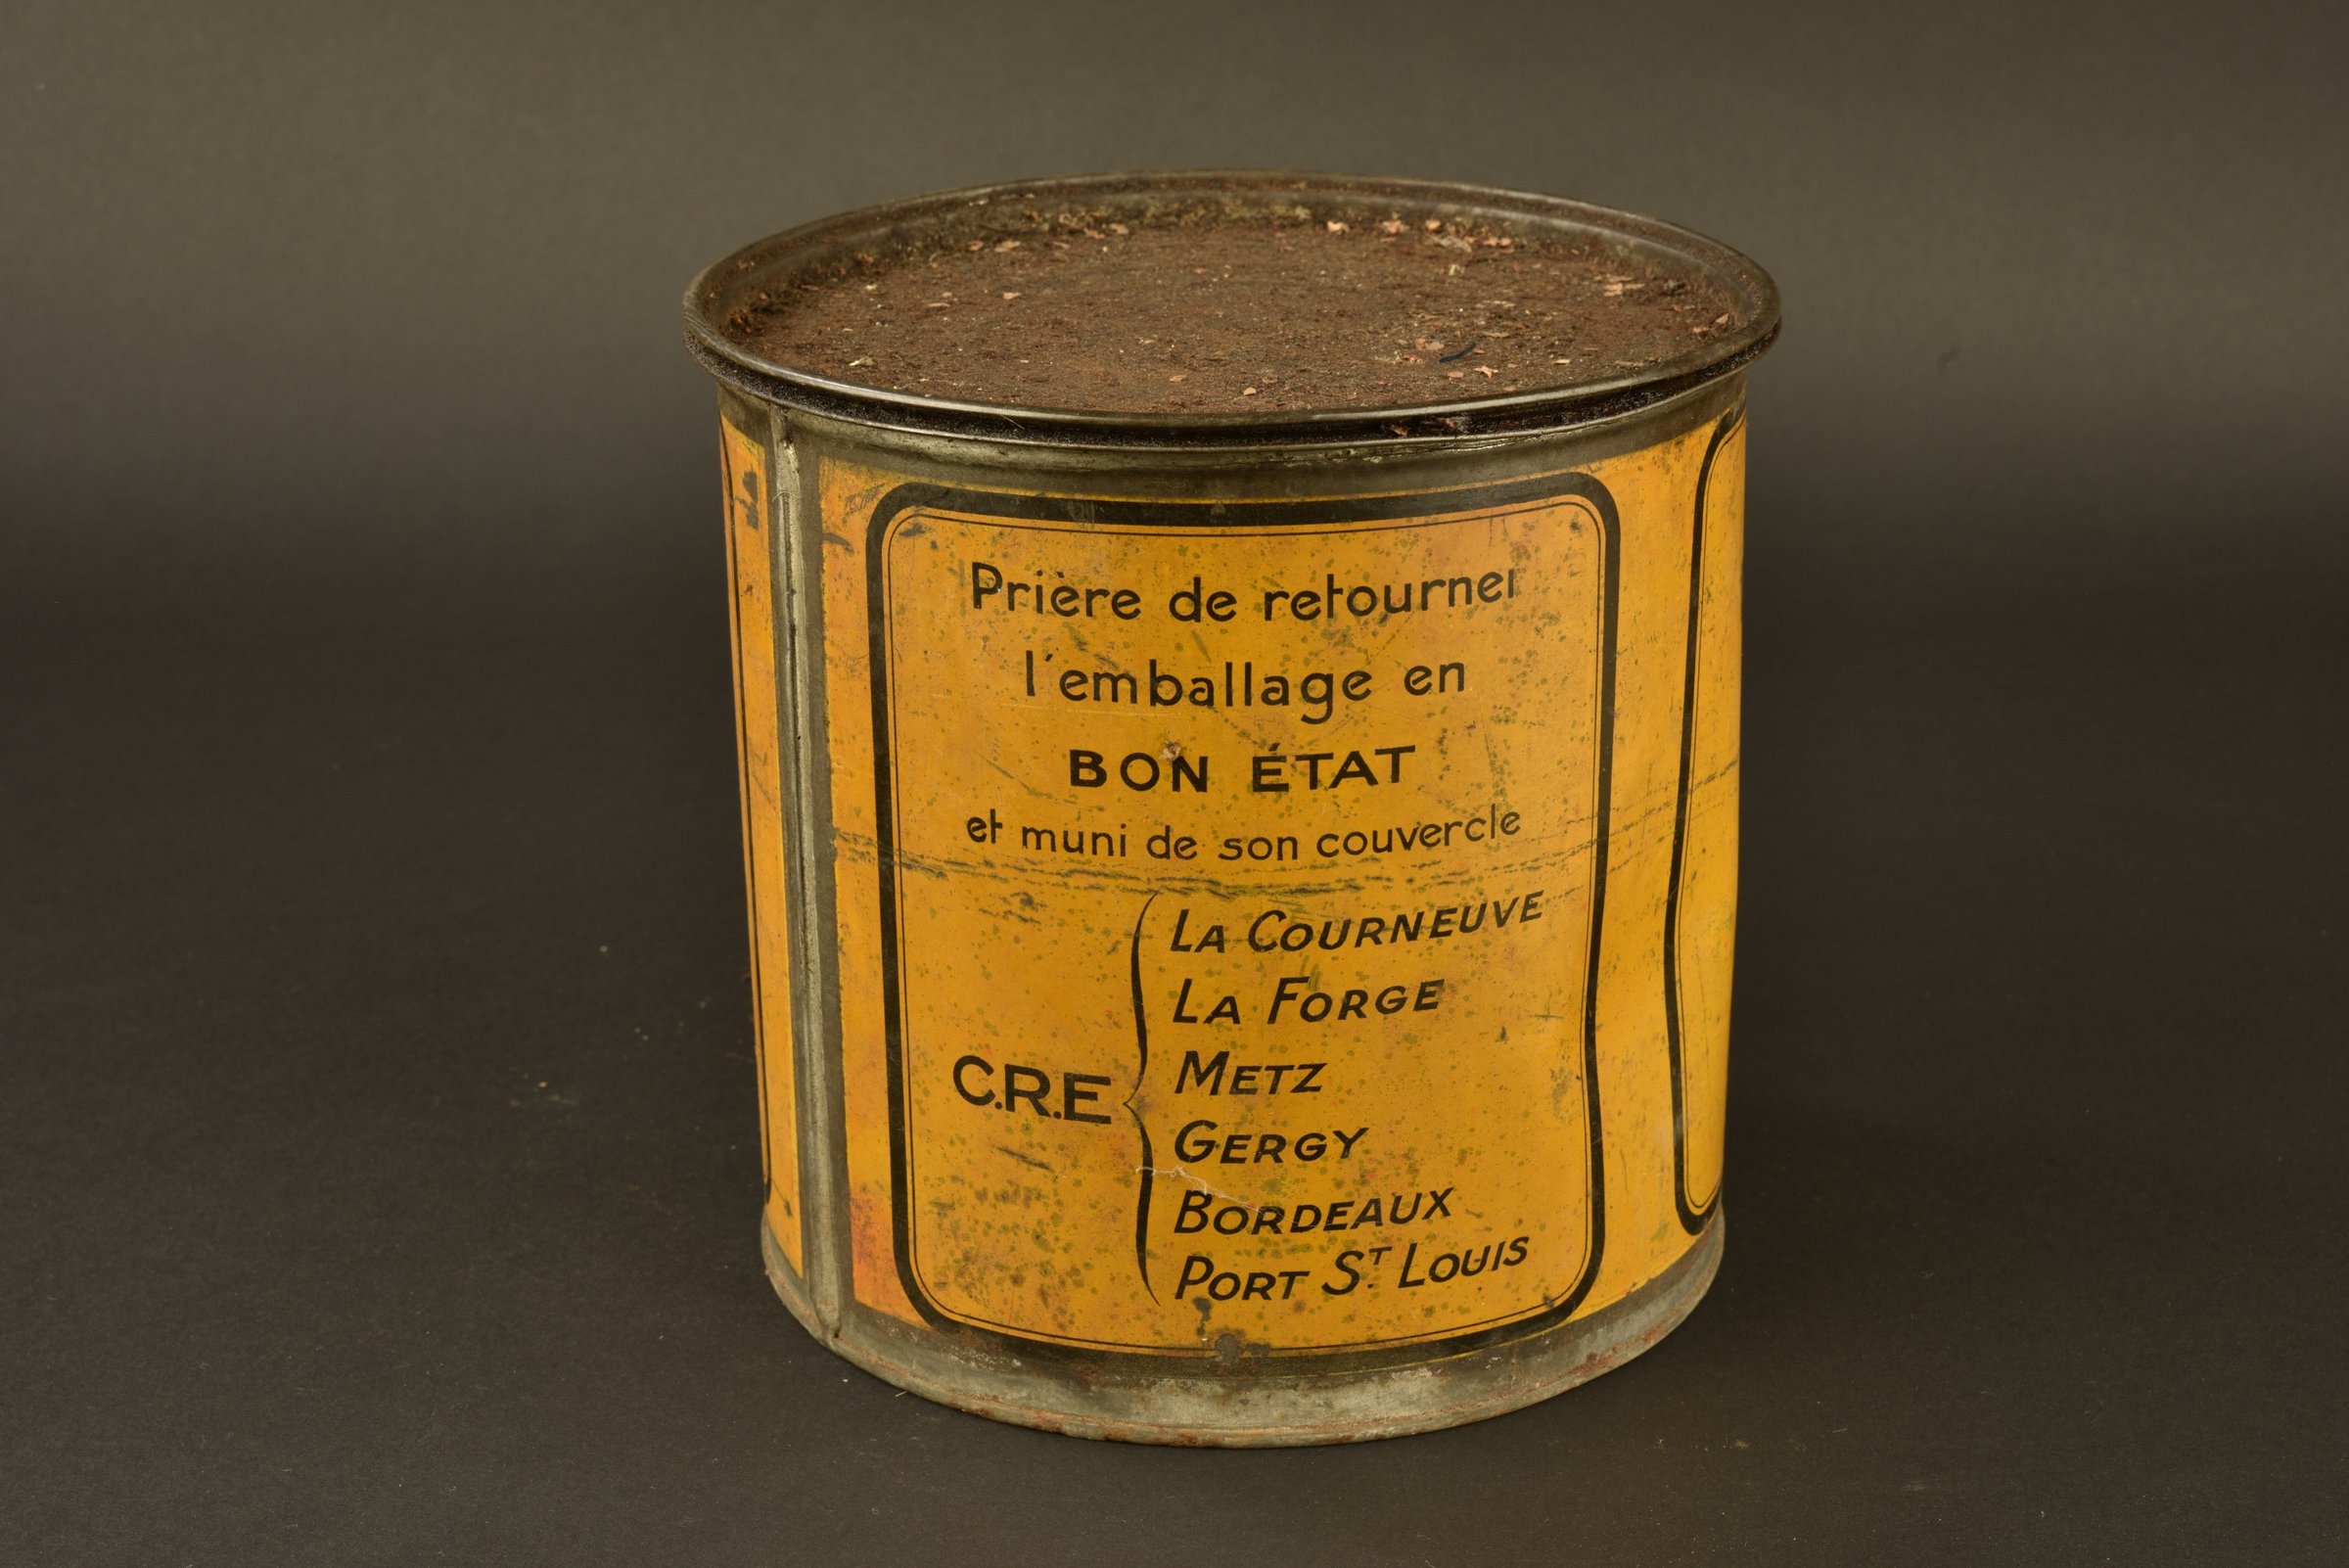 Prière de retourner
l'emballage en
BON ÉTAT
et muni de son couvercle
C.R.E
LA COURNEUVE
LA FORGE
METZ
GERGY
BORDEAUX
PORT ST LOUIS